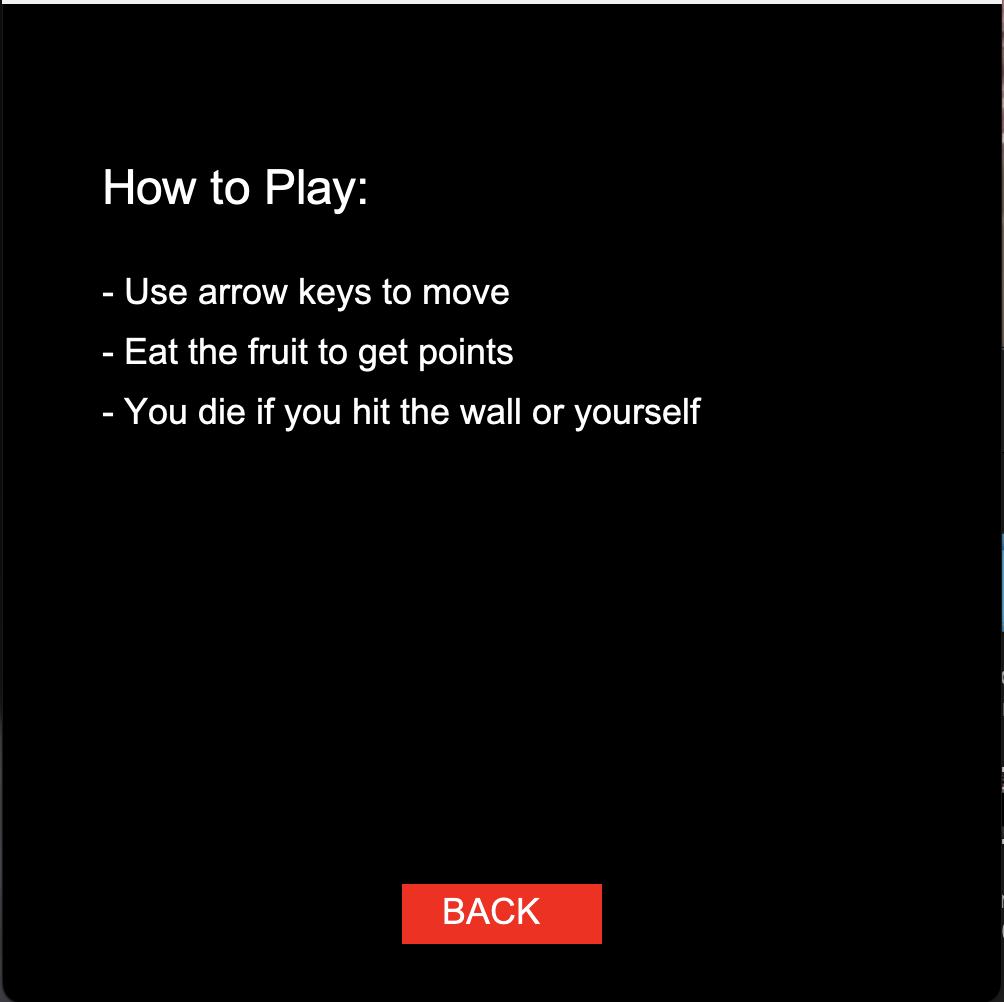 How to Play:
- Use arrow keys to move
- Eat the fruit to get points
- You die if you hit the wall or yourself
BACK